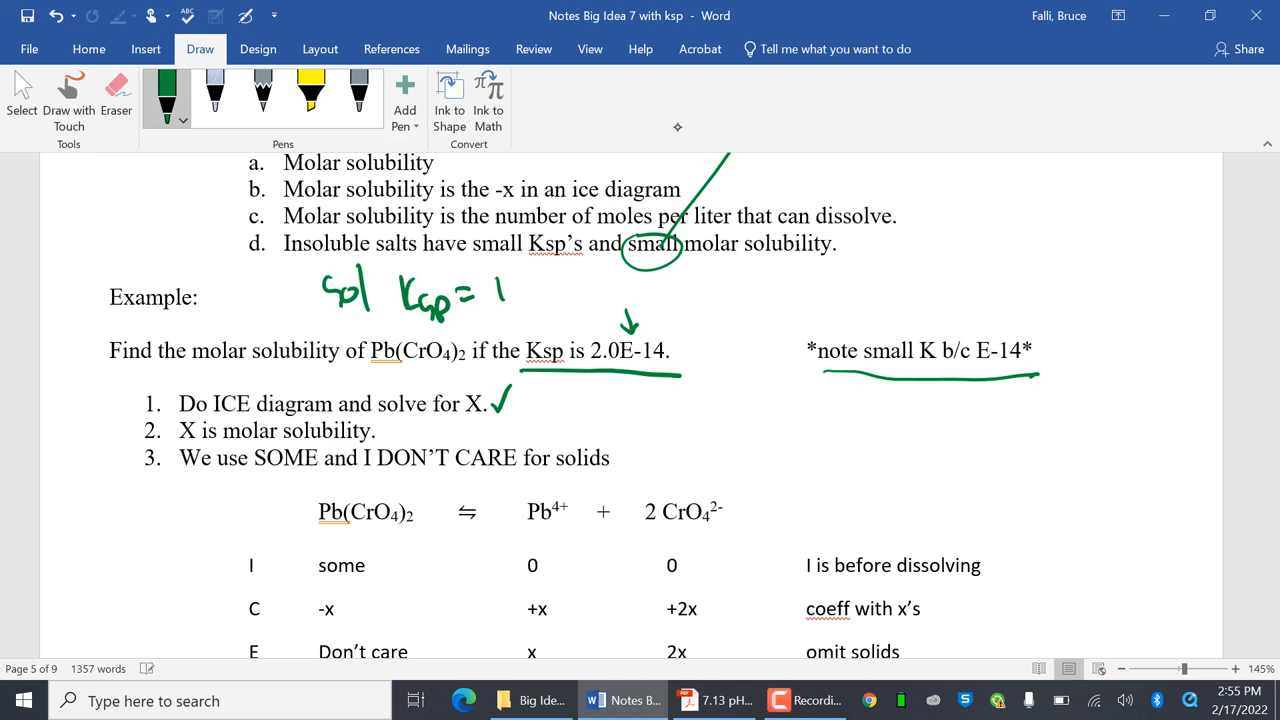 Notes Big Idea 7 with ksp - Word
Falli, Bruce
File Home Insert Draw Design Layout References Mailings Review View Help Acrobat Tell me what you want to do Share
Select Draw with Touch Eraser Add Pen Ink to Shape Ink to Math
Tools Pens Convert
a. Molar solubility
b. Molar solubility is the -x in an ice diagram
c. Molar solubility is the number of moles per liter that can dissolve.
d. Insoluble salts have small Ksp's and small molar solubility.
sol Ksp = 1
Example:
Find the molar solubility of Pb(CrO₄)₂ if the Ksp is 2.0E-14. *note small K b/c E-14*
1. Do ICE diagram and solve for X. ✓
2. X is molar solubility.
3. We use SOME and I DON'T CARE for solids
Pb(CrO₄)₂ ⇋ Pb⁴⁺ + 2 CrO₄²⁻
I some 0 0 I is before dissolving
C -x +x +2x coeff with x's
E Don't care x 2x omit solids
Page 5 of 9 1357 words 145%
Type here to search Big Ide... Notes B... 7.13 pH... Recordi... 2:55 PM
2/17/2022